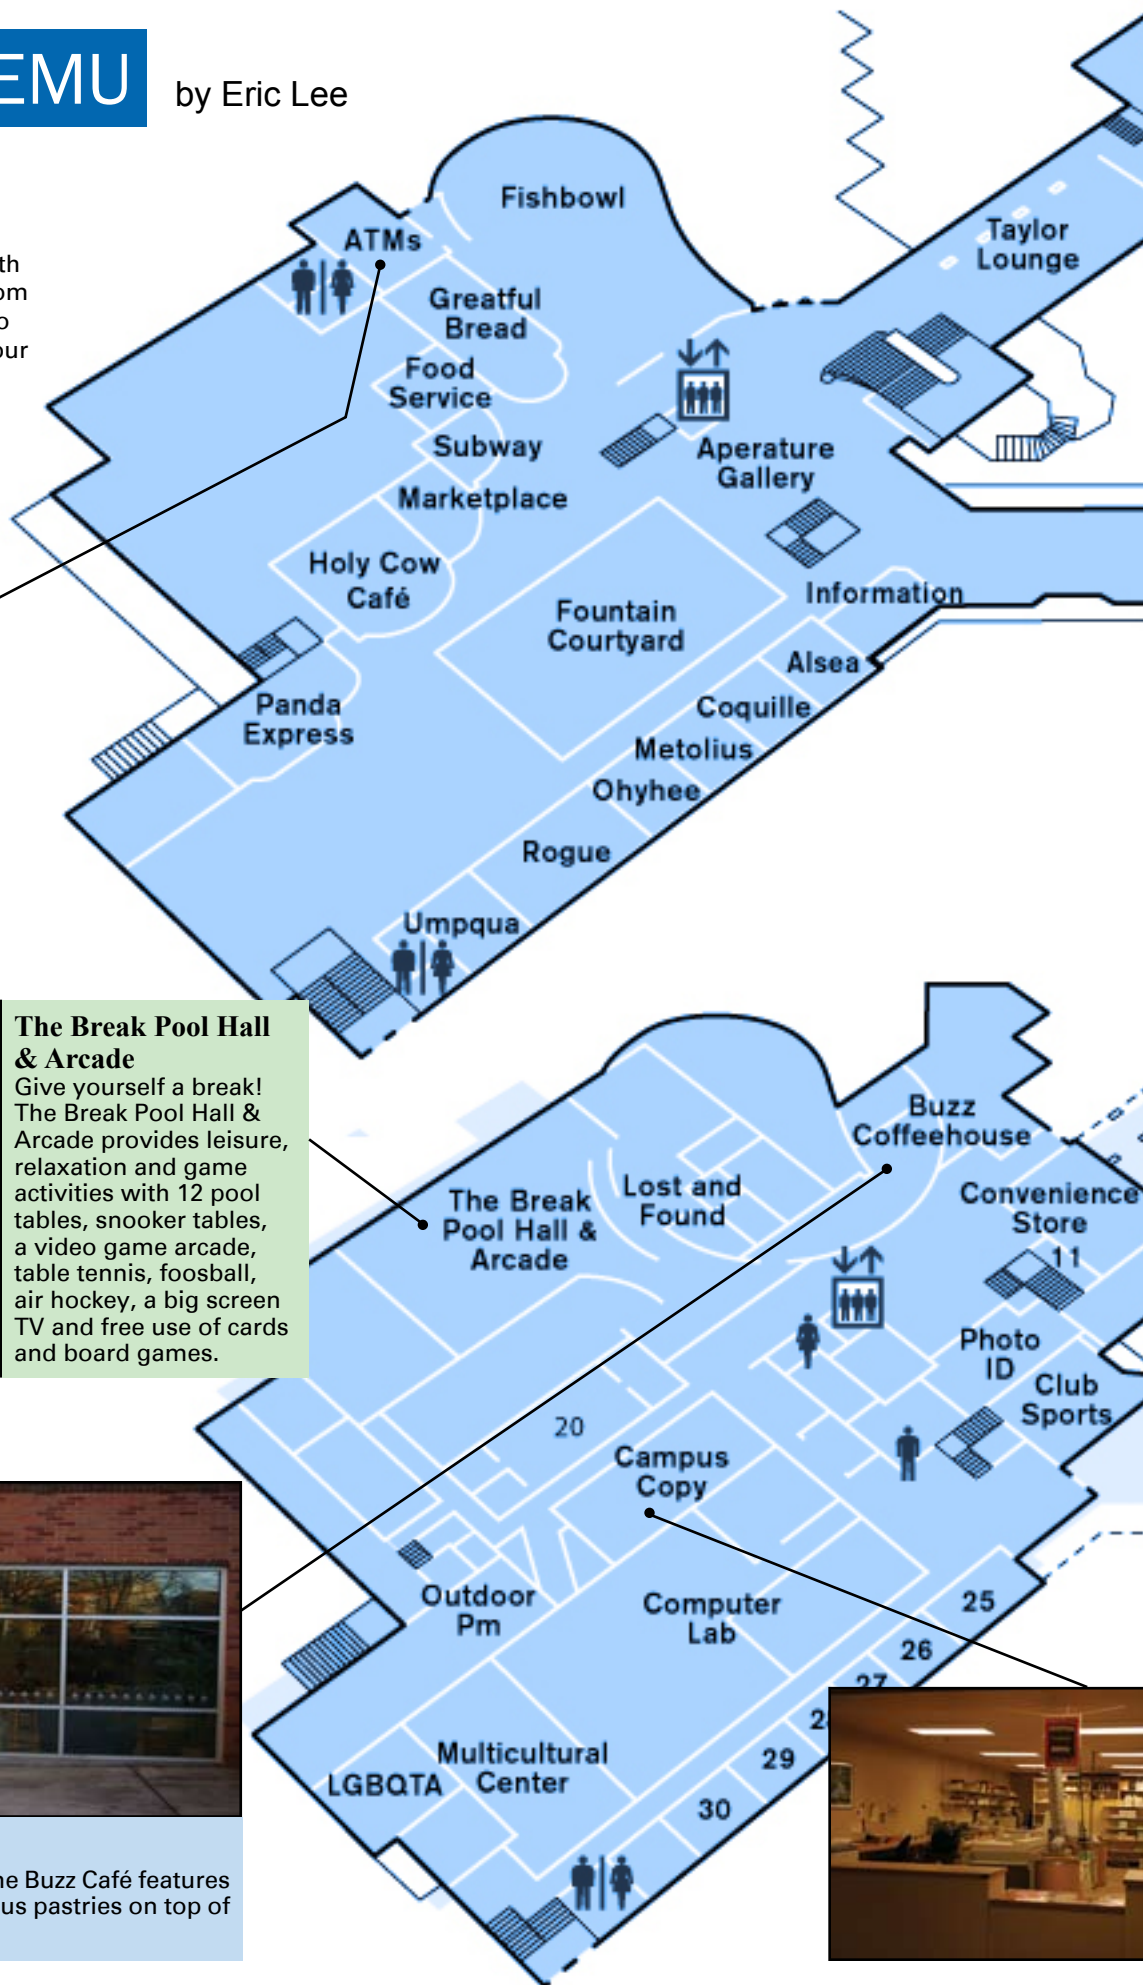 EMU
by Eric Lee
Fishbowl
ATMs
Taylor
Lounge
Greatful
Bread
Food
Service
Subway
Aperature
Gallery
Marketplace
Holy Cow
Café
Fountain
Courtyard
Information
Alsea
Panda
Express
Coquille
Metolius
Ohyhee
Rogue
Umpqua
The Break Pool Hall
& Arcade
Give yourself a break!
The Break Pool Hall &
Arcade provides leisure,
relaxation and game
activities with 12 pool
tables, snooker tables,
a video game arcade,
table tennis, foosball,
air hockey, a big screen
TV and free use of cards
and board games.
Buzz
Coffeehouse
The Break
Pool Hall &
Arcade
Lost and
Found
Convenience
Store
11
Photo
ID
Club
Sports
20
Campus
Copy
Outdoor
Pm
Computer
Lab
25
26
27
29
30
Multicultural
Center
LGBQTA
Buzz Café features
pastries on top of